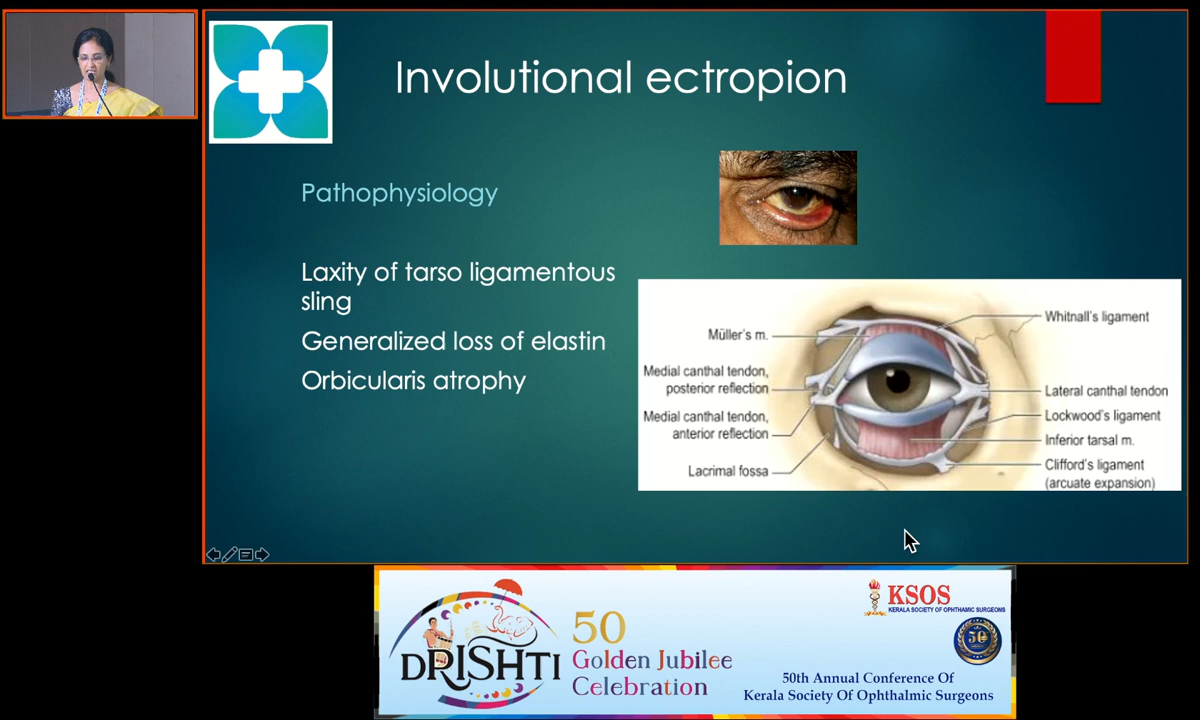 Involutional ectropion
Pathophysiology
Laxity of tarso ligamentous
sling
Generalized loss of elastin
Orbicularis atrophy
Müller's m.
Medial canthal tendon,
posterior reflection
Medial canthal tendon,
anterior reflection
Lacrimal fossa
Whitnall's ligament
Lateral canthal tendon
Lockwood's ligament
Inferior tarsal m.
Clifford's ligament
(arcuate expansion)
DRISHTI
50
Golden Jubilee
Celebration
KSOS
KERALA SOCIETY OF OPHTHAMIC SURGEONS
50
50th Annual Conference Of
Kerala Society Of Ophthalmic Surgeons